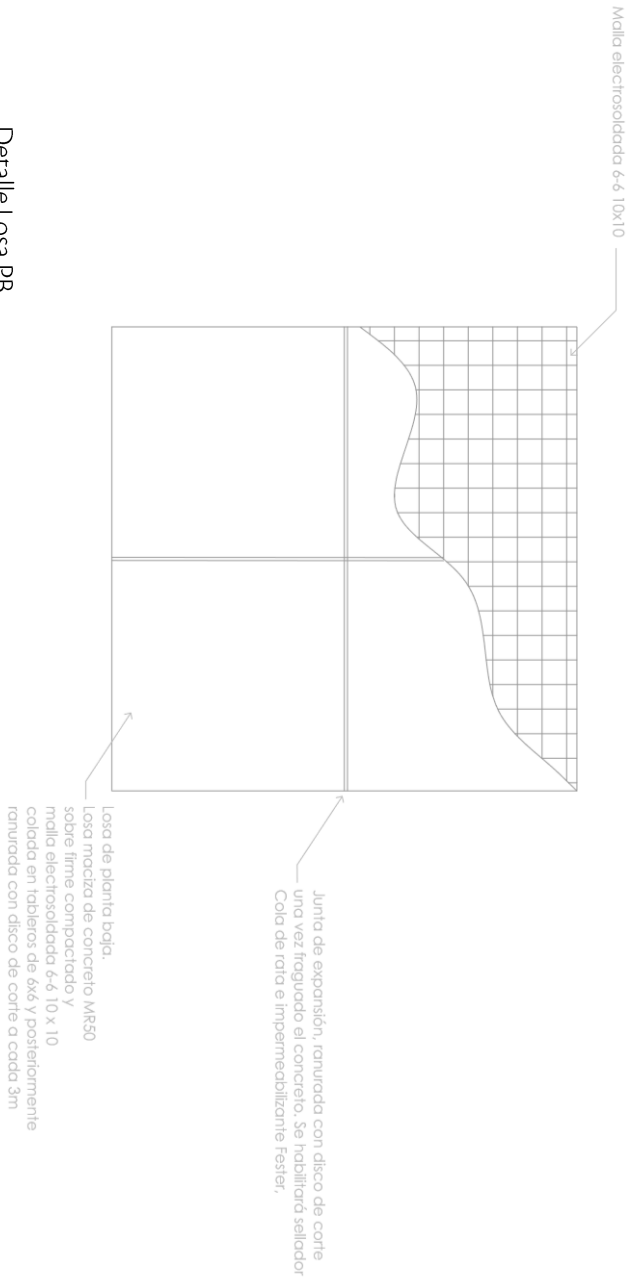 Malla electrosoldada 6-6 10x10
Junta de expansión, ranurada con disco de corte
una vez fraguado el concreto. Se habilitará sellador
Cola de rata e impermeabilizante Fester,
Losa de planta baja.
Losa maciza de concreto MR50
sobre firme compactado y
malla electrosoldada 6-6 10 x 10
colada en tableros de 6x6 y posteriormente
ranurada con disco de corte a cada 3m
Detalle Losa PB